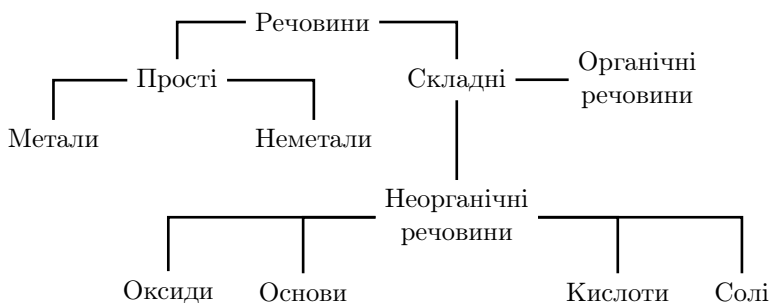 Речовини
Прості
Складні
Органічні
речовини
Метали
Неметали
Неорганічні
речовини
Оксиди
Основи
Кислоти
Солі